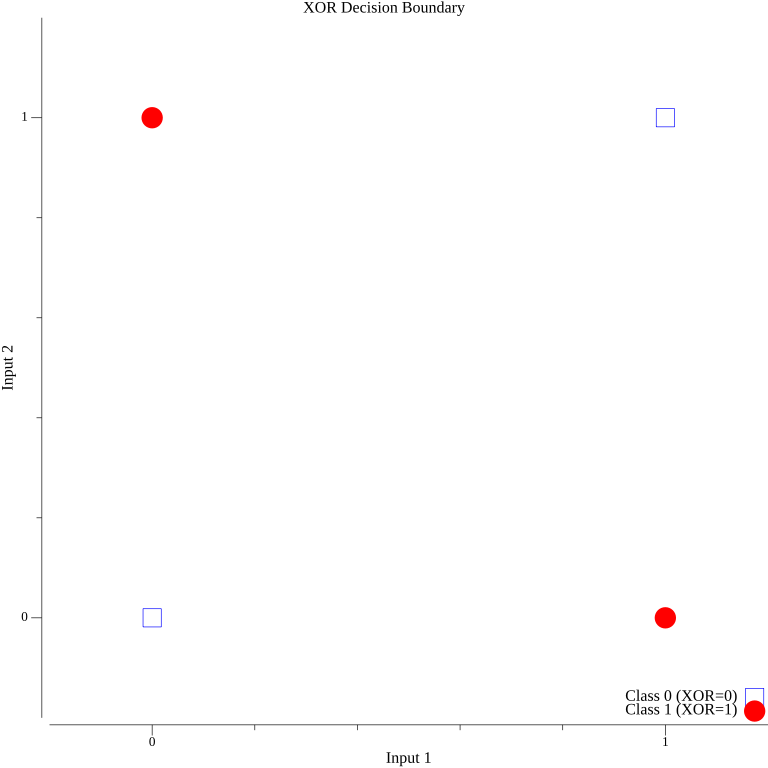 XOR Decision Boundary
1
Input 2
0
Class 0 (XOR=0)
Class 1 (XOR=1)
0 1
Input 1